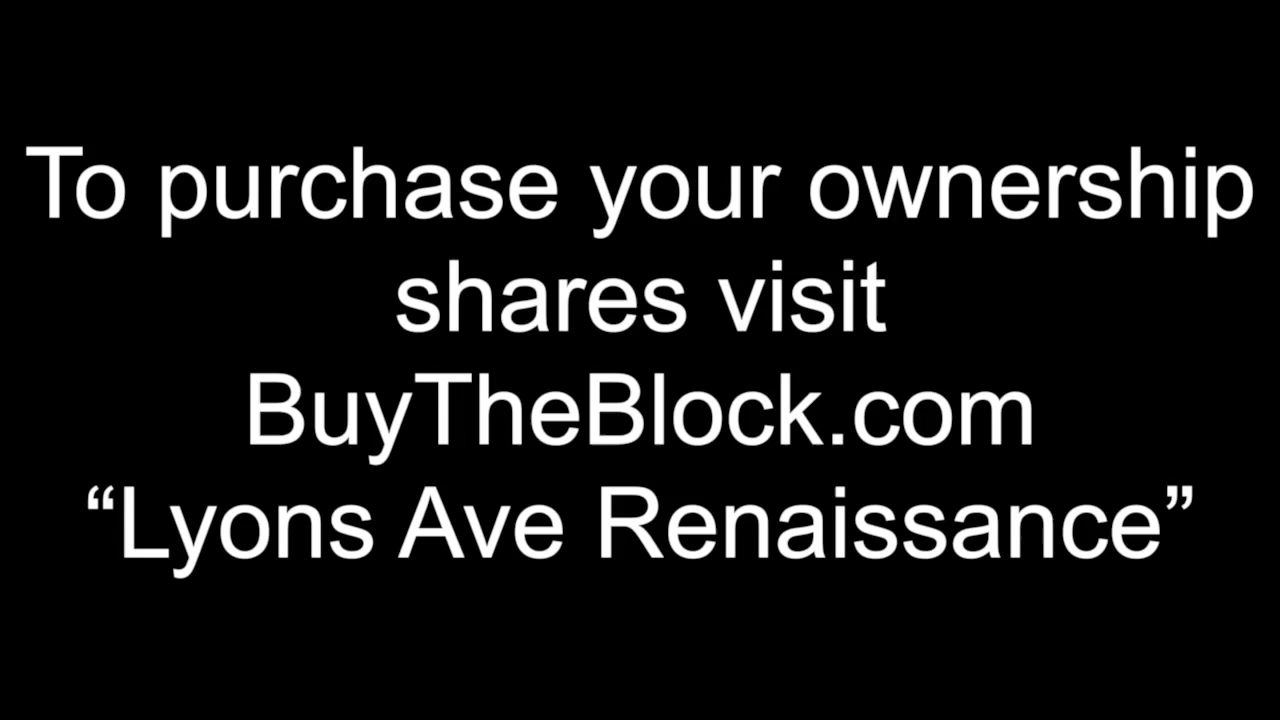 To purchase your ownership
shares visit
BuyTheBlock.com
“Lyons Ave Renaissance”